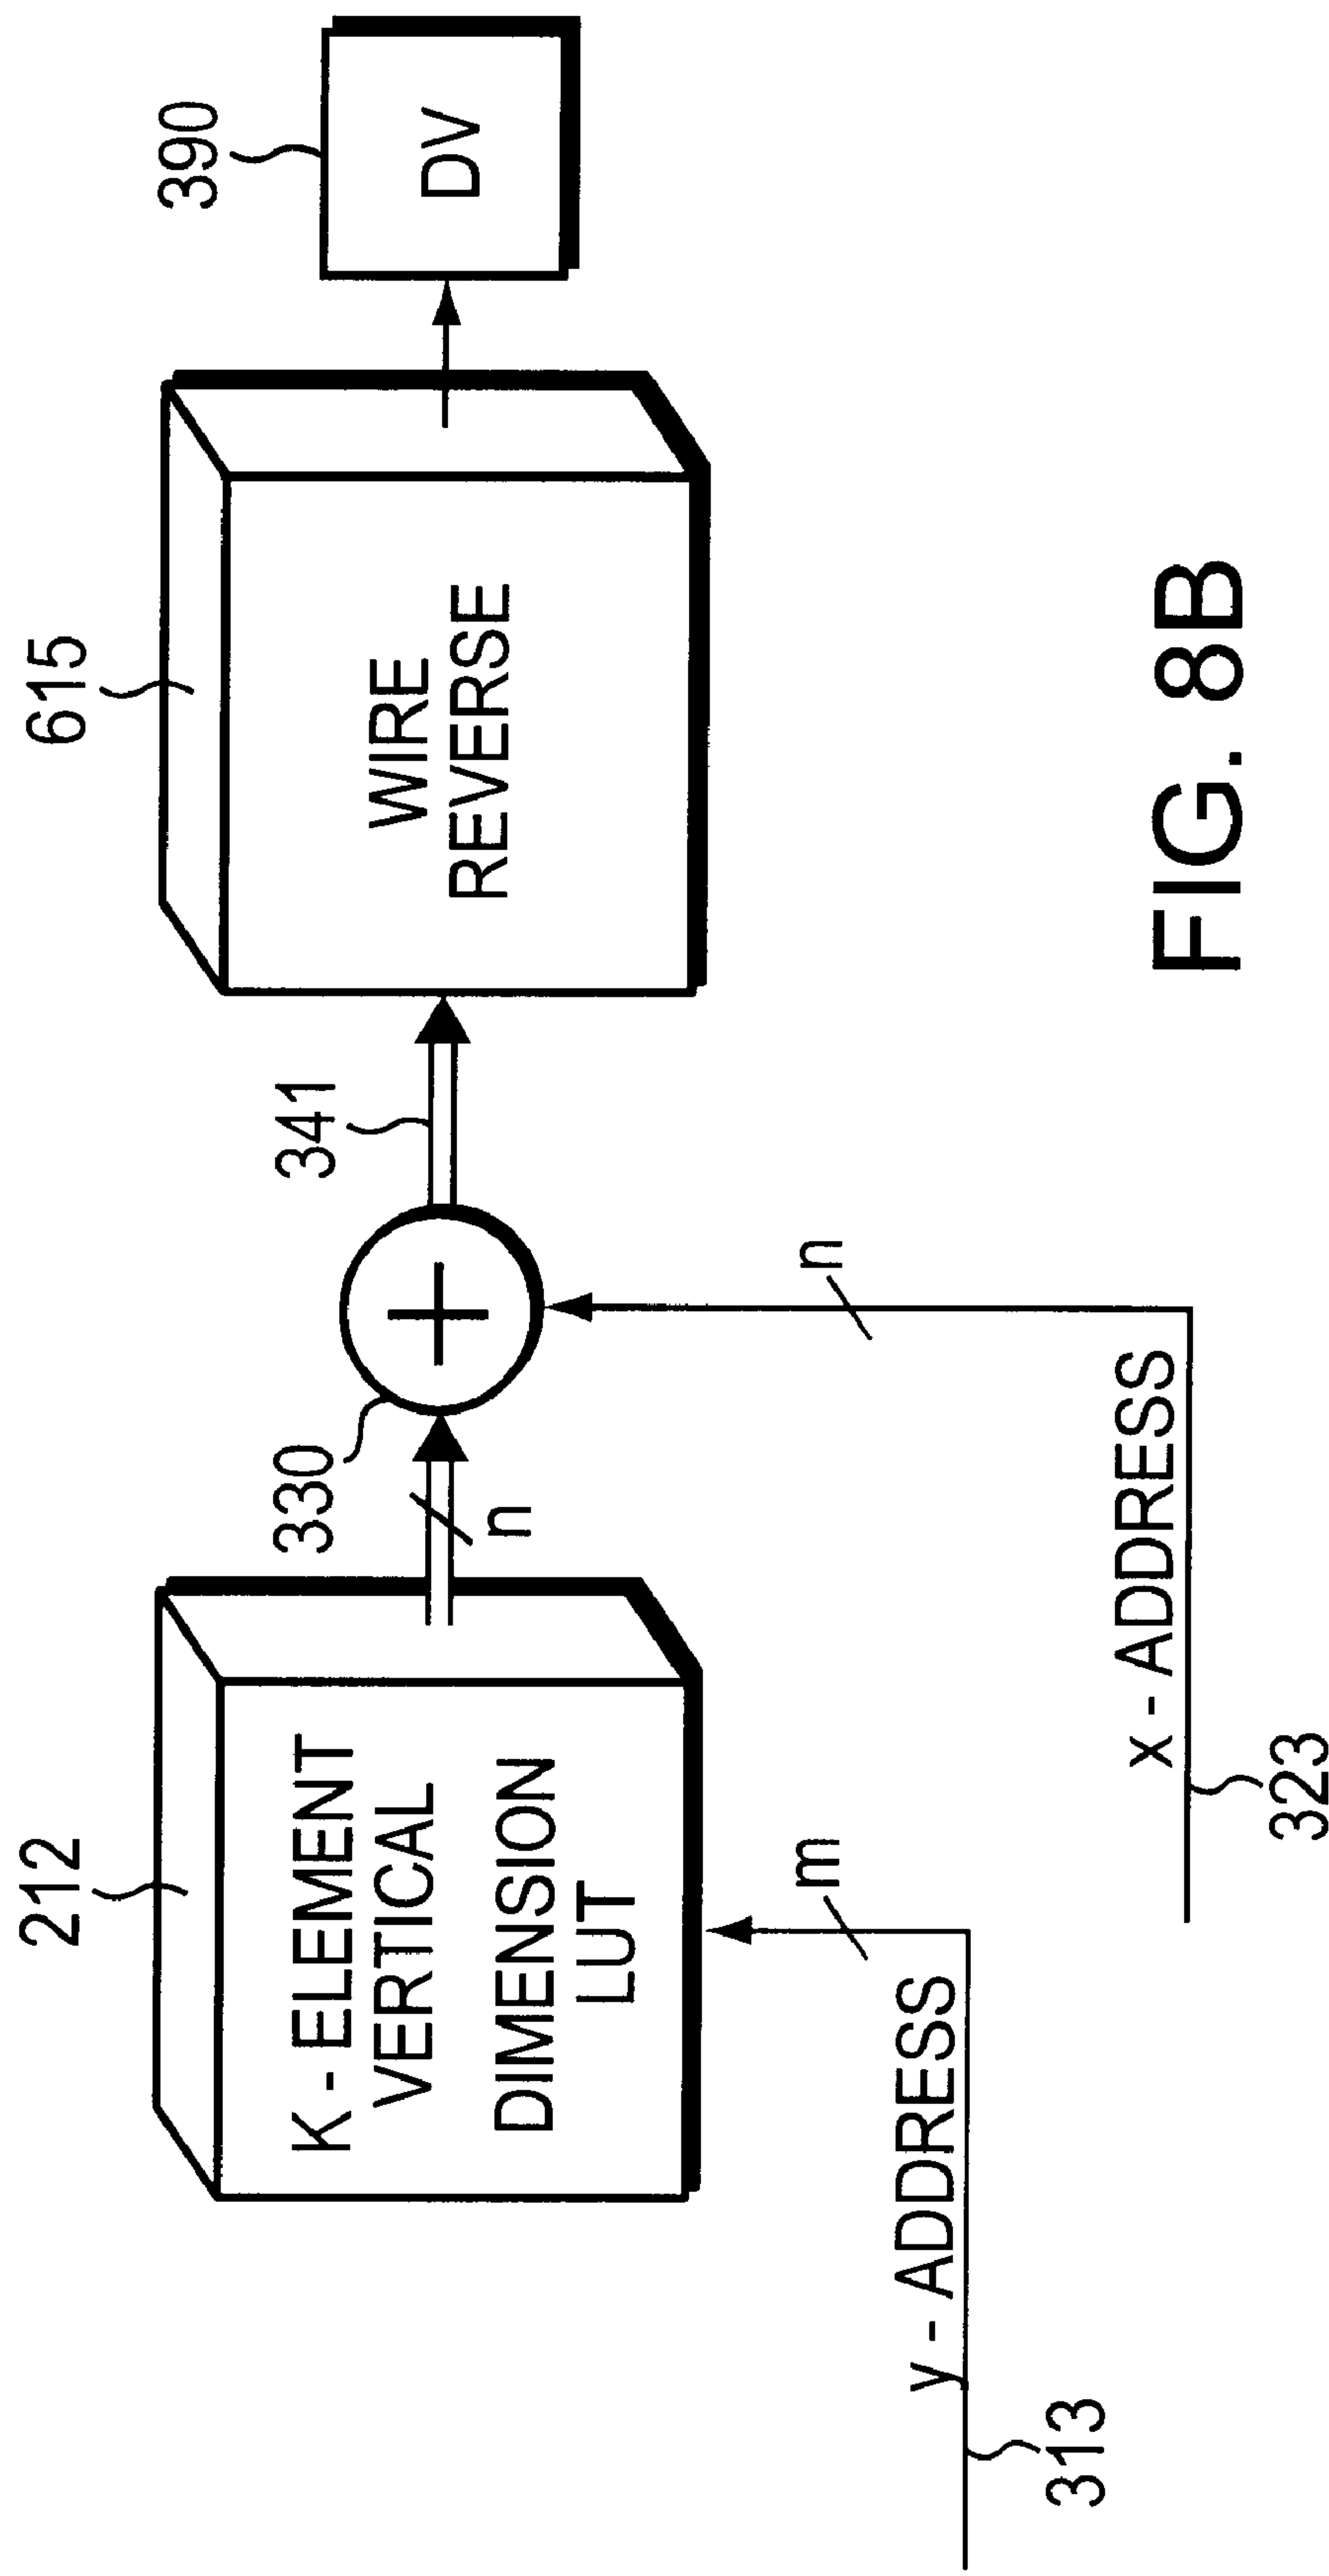 212
K - ELEMENT
VERTICAL
DIMENSION
LUT
n
330
341
615
WIRE
REVERSE
390
DV
m
n
y - ADDRESS
313
x - ADDRESS
323
FIG. 8B